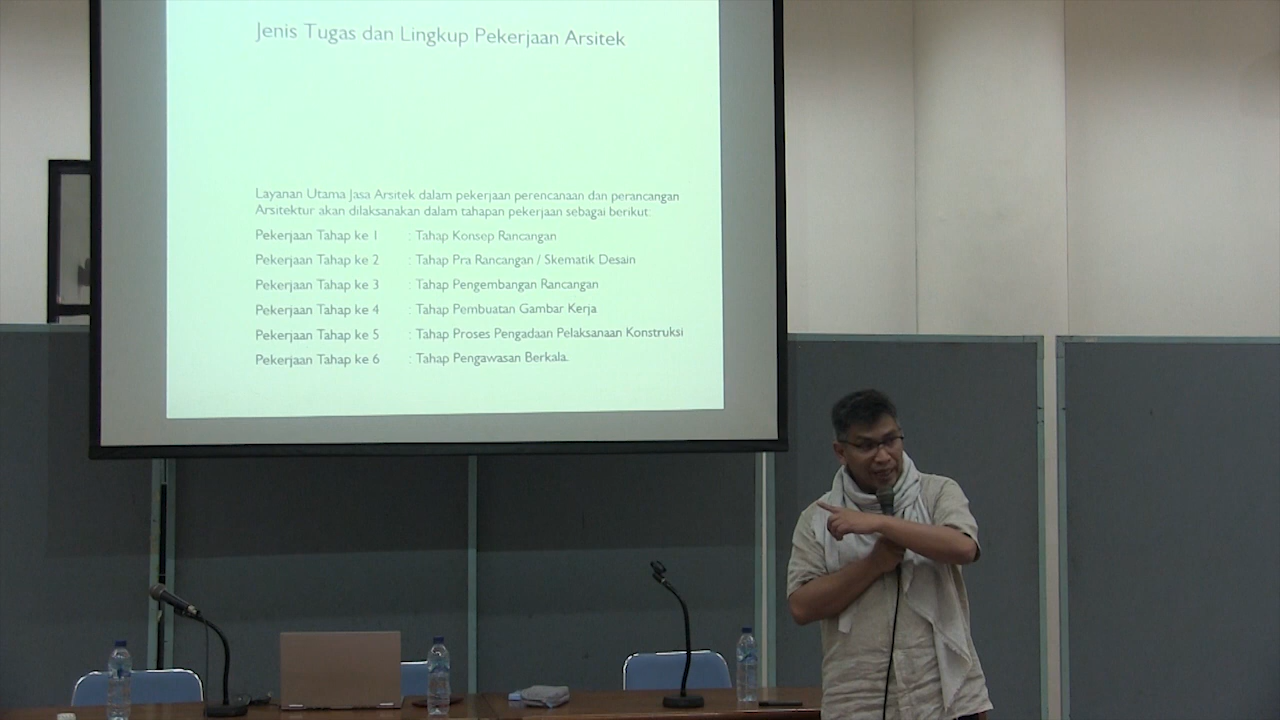 Jenis Tugas dan Lingkup Pekerjaan Arsitek
Layanan Utama Jasa Arsitek dalam pekerjaan perencanaan dan perancangan
Arsitektur akan dilaksanakan dalam tahapan pekerjaan sebagai berikut:
Pekerjaan Tahap ke 1 : Tahap Konsep Rancangan
Pekerjaan Tahap ke 2 : Tahap Pra Rancangan / Skematik Desain
Pekerjaan Tahap ke 3 : Tahap Pengembangan Rancangan
Pekerjaan Tahap ke 4 : Tahap Pembuatan Gambar Kerja
Pekerjaan Tahap ke 5 : Tahap Proses Pengadaan Pelaksanaan Konstruksi
Pekerjaan Tahap ke 6 : Tahap Pengawasan Berkala.